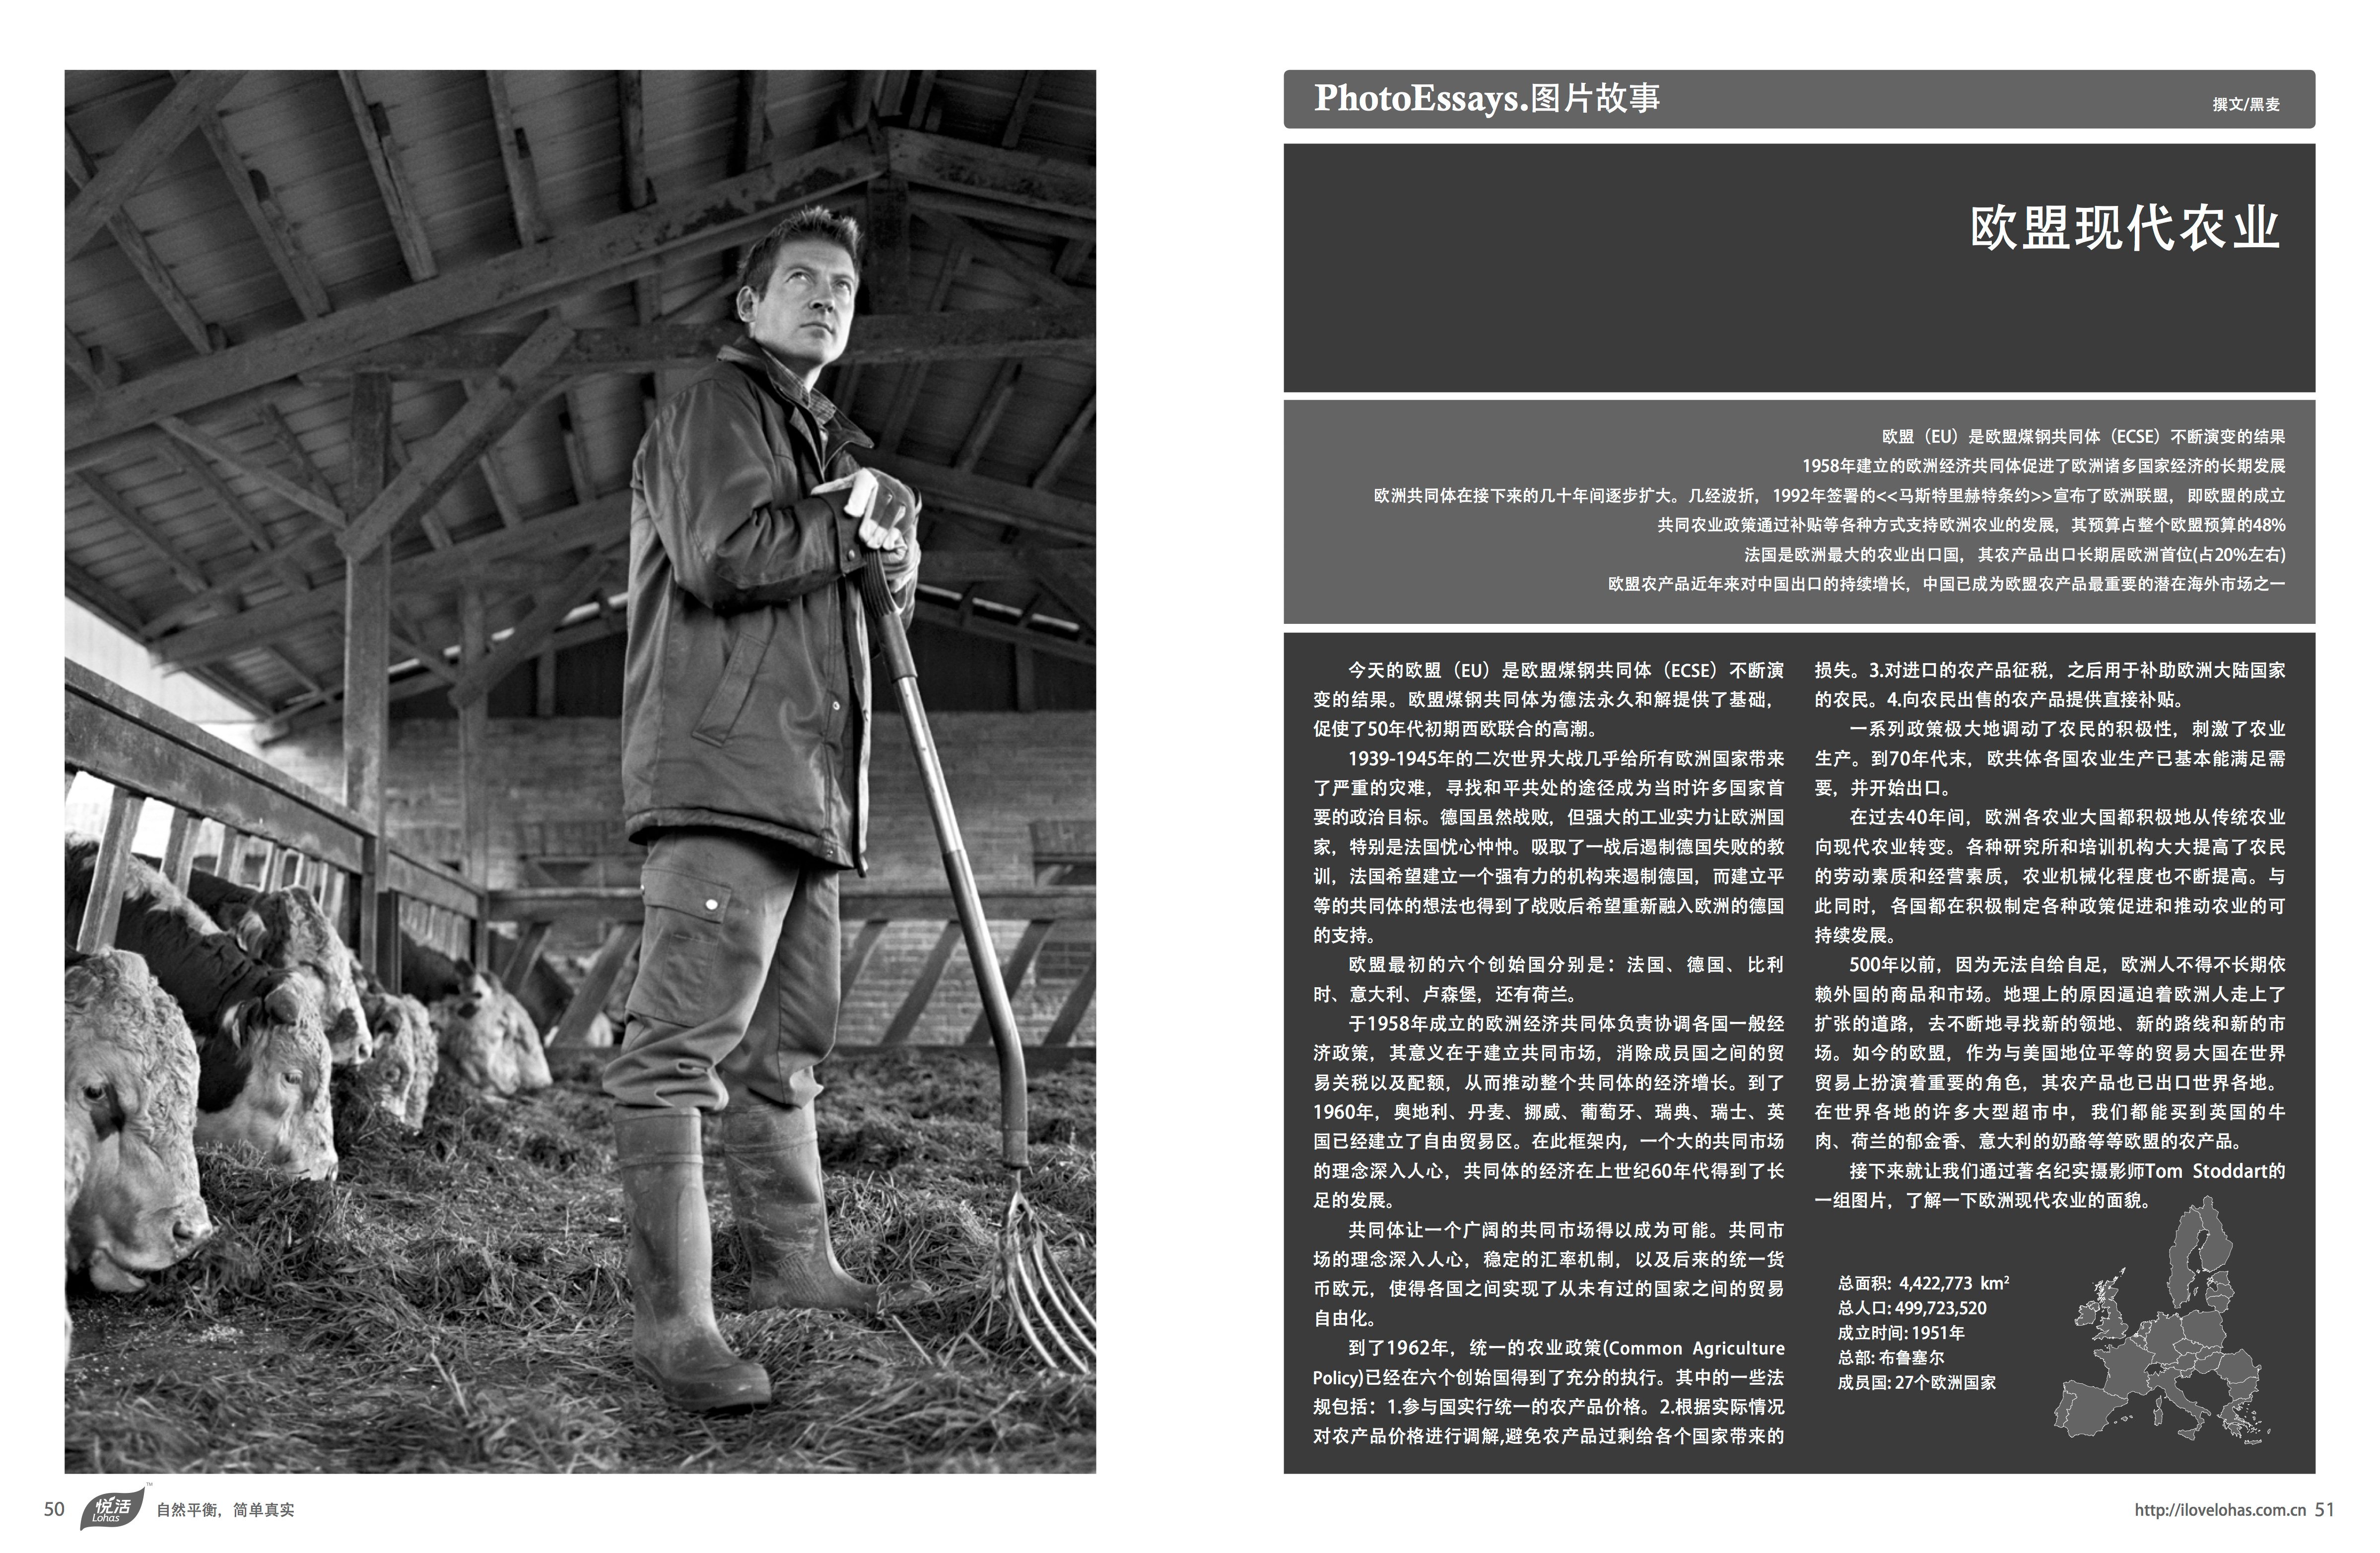 PhotoEssays.图片故事
撰文/黑麦
欧盟现代农业
欧盟（EU）是欧盟煤钢共同体（ECSE）不断演变的结果
1958年建立的欧洲经济共同体促进了欧洲诸多国家经济的长期发展
欧洲共同体在接下来的几十年间逐步扩大。几经波折，1992年签署的<<马斯特里赫特条约>>宣布了欧洲联盟，即欧盟的成立
共同农业政策通过补贴等各种方式支持欧洲农业的发展，其预算占整个欧盟预算的48%
法国是欧洲最大的农业出口国，其农产品出口长期居欧洲首位(占20%左右)
欧盟农产品近年来对中国出口的持续增长，中国已成为欧盟农产品最重要的潜在海外市场之一
今天的欧盟（EU）是欧盟煤钢共同体（ECSE）不断演
变的结果。欧盟煤钢共同体为德法永久和解提供了基础，
促使了50年代初期西欧联合的高潮。
1939-1945年的二次世界大战几乎给所有欧洲国家带来
了严重的灾难，寻找和平共处的途径成为当时许多国家首
要的政治目标。德国虽然战败，但强大的工业实力让欧洲国
家，特别是法国忧心忡忡。吸取了一战后遏制德国失败的教
训，法国希望建立一个强有力的机构来遏制德国，而建立平
等的共同体的想法也得到了战败后希望重新融入欧洲的德国
的支持。
欧盟最初的六个创始国分别是：法国、德国、比利
时、意大利、卢森堡，还有荷兰。
于1958年成立的欧洲经济共同体负责协调各国一般经
济政策，其意义在于建立共同市场，消除成员国之间的贸
易关税以及配额，从而推动整个共同体的经济增长。到了
1960年，奥地利、丹麦、挪威、葡萄牙、瑞典、瑞士、英
国已经建立了自由贸易区。在此框架内，一个大的共同市场
的理念深入人心，共同体的经济在上世纪60年代得到了长
足的发展。
共同体让一个广阔的共同市场得以成为可能。共同市
场的理念深入人心，稳定的汇率机制，以及后来的统一货
币欧元，使得各国之间实现了从未有过的国家之间的贸易
自由化。
到了1962年，统一的农业政策(Common Agriculture
Policy)已经在六个创始国得到了充分的执行。其中的一些法
规包括：1.参与国实行统一的农产品价格。2.根据实际情况
对农产品价格进行调解,避免农产品过剩给各个国家带来的
损失。3.对进口的农产品征税，之后用于补助欧洲大陆国家
的农民。4.向农民出售的农产品提供直接补贴。
一系列政策极大地调动了农民的积极性，刺激了农业
生产。到70年代末，欧共体各国农业生产已基本能满足需
要，并开始出口。
在过去40年间，欧洲各农业大国都积极地从传统农业
向现代农业转变。各种研究所和培训机构大大提高了农民
的劳动素质和经营素质，农业机械化程度也不断提高。与
此同时，各国都在积极制定各种政策促进和推动农业的可
持续发展。
500年以前，因为无法自给自足，欧洲人不得不长期依
赖外国的商品和市场。地理上的原因逼迫着欧洲人走上了
扩张的道路，去不断地寻找新的领地、新的路线和新的市
场。如今的欧盟，作为与美国地位平等的贸易大国在世界
贸易上扮演着重要的角色，其农产品也已出口世界各地。
在世界各地的许多大型超市中，我们都能买到英国的牛
肉、荷兰的郁金香、意大利的奶酪等等欧盟的农产品。
接下来就让我们通过著名纪实摄影师Tom Stoddart的
一组图片，了解一下欧洲现代农业的面貌。
总面积: 4,422,773 km²
总人口: 499,723,520
成立时间: 1951年
总部: 布鲁塞尔
成员国: 27个欧洲国家
50
悦活
Lohas
TM
自然平衡，简单真实
http://ilovelohas.com.cn 51